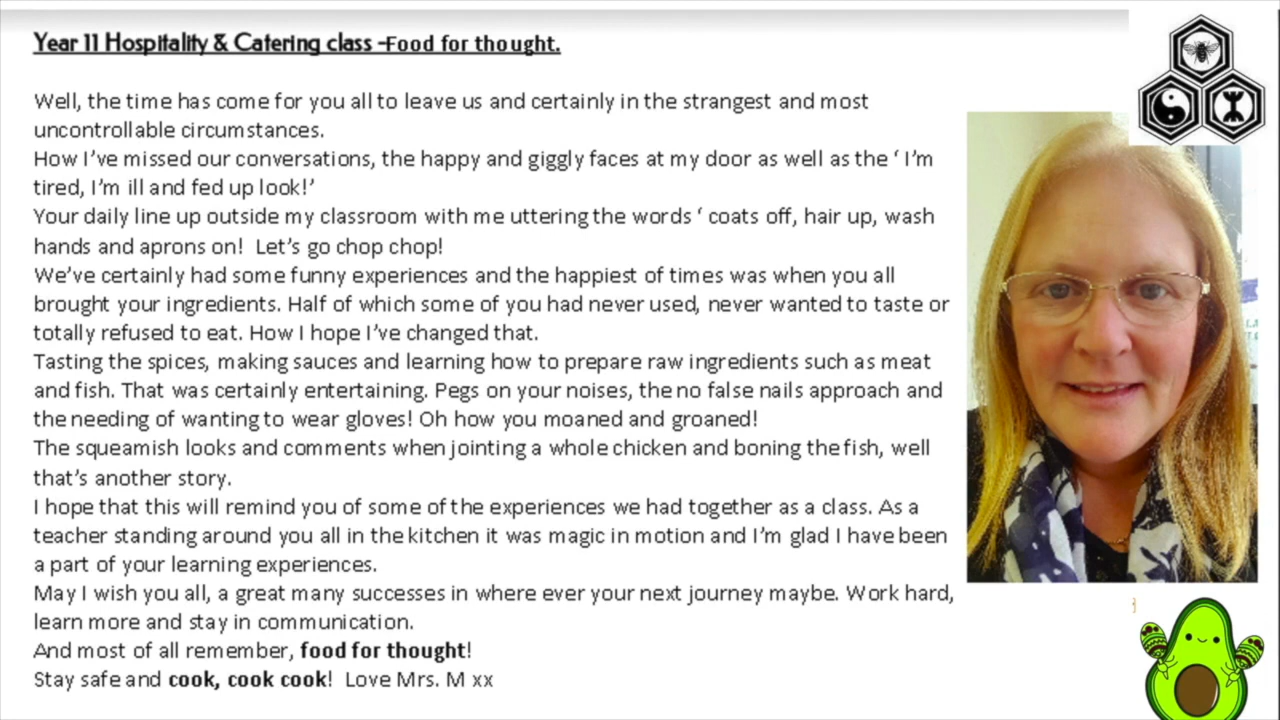 Year 11 Hospitality & Catering class -Food for thought.
Well, the time has come for you all to leave us and certainly in the strangest and most
uncontrollable circumstances.
How I've missed our conversations, the happy and giggly faces at my door as well as the ‘ I'm
tired, I'm ill and fed up look!’
Your daily line up outside my classroom with me uttering the words ‘ coats off, hair up, wash
hands and aprons on!  Let's go chop chop!
We've certainly had some funny experiences and the happiest of times was when you all
brought your ingredients. Half of which some of you had never used, never wanted to taste or
totally refused to eat. How I hope I've changed that.
Tasting the spices, making sauces and learning how to prepare raw ingredients such as meat
and fish. That was certainly entertaining. Pegs on your noises, the no false nails approach and
the needing of wanting to wear gloves! Oh how you moaned and groaned!
The squeamish looks and comments when jointing a whole chicken and boning the fish, well
that's another story.
I hope that this will remind you of some of the experiences we had together as a class. As a
teacher standing around you all in the kitchen it was magic in motion and I'm glad I have been
a part of your learning experiences.
May I wish you all, a great many successes in where ever your next journey maybe. Work hard,
learn more and stay in communication.
And most of all remember, food for thought!
Stay safe and cook, cook cook!  Love Mrs. M xx